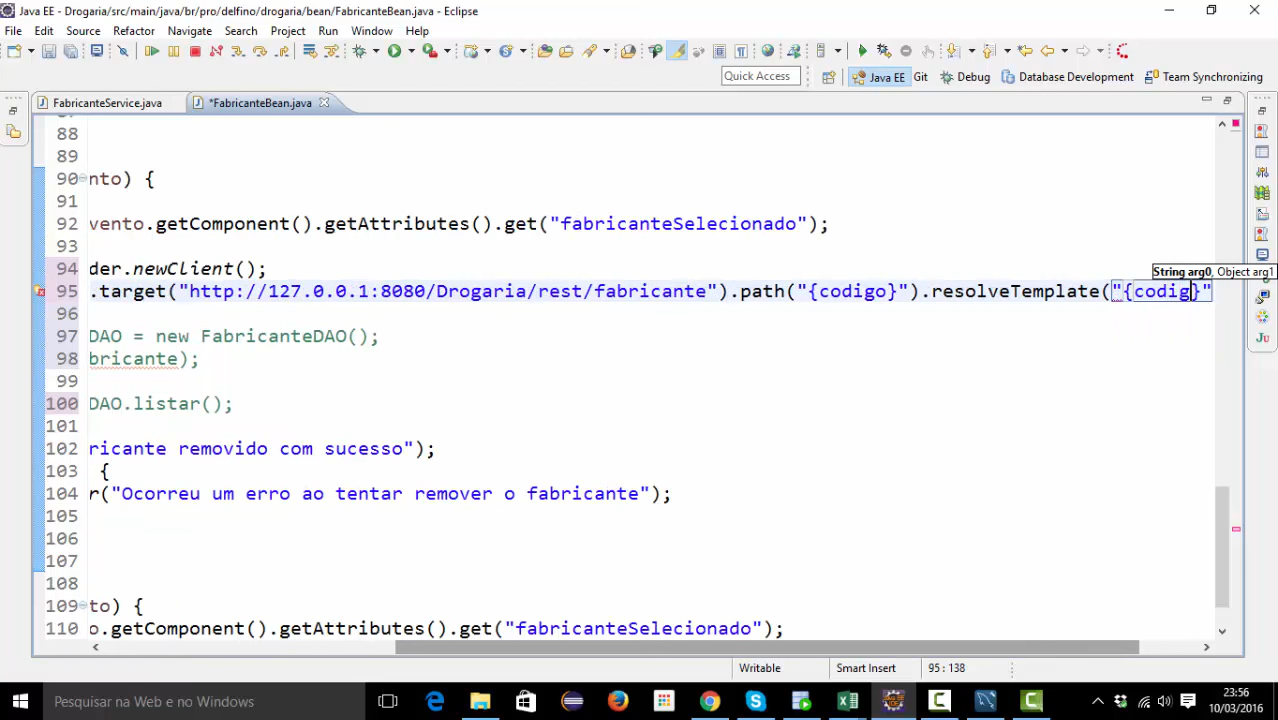 Java EE - Drogaria/src/main/java/br/pro/delfino/drogaria/bean/FabricanteBean.java - Eclipse
File Edit Source Refactor Navigate Search Project Run Window Help
Quick Access
Java EE Git Debug Database Development Team Synchronizing
FabricanteService.java *FabricanteBean.java
88
89
90 nto) {
91
92 vento.getComponent().getAttributes().get("fabricanteSelecionado");
93
94 der.newClient();
String arg0, Object arg1
95 .target("http://127.0.0.1:8080/Drogaria/rest/fabricante").path("{codigo}").resolveTemplate("{codig}"
96
97 DAO = new FabricanteDAO();
98 bricante);
99
100 DAO.listar();
101
102 ricante removido com sucesso");
103 {
104 r("Ocorreu um erro ao tentar remover o fabricante");
105
106
107
108
109 to) {
110 o.getComponent().getAttributes().get("fabricanteSelecionado");
Writable Smart Insert 95 : 138
Pesquisar na Web e no Windows
23:56
10/03/2016